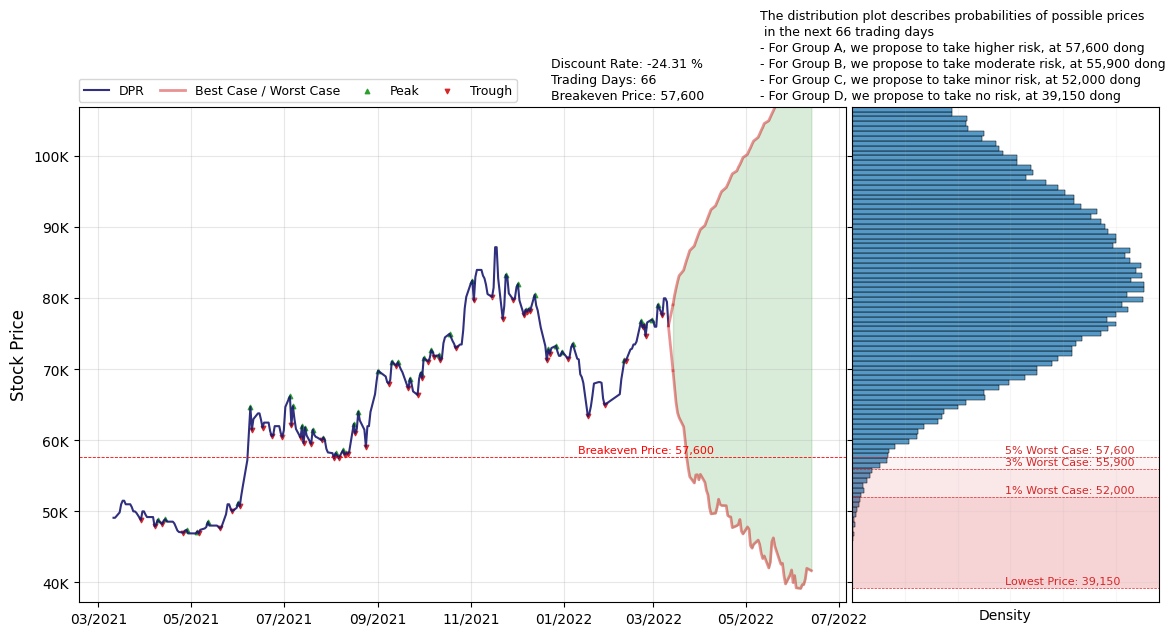 The distribution plot describes probabilities of possible prices
in the next 66 trading days
- For Group A, we propose to take higher risk, at 57,600 dong
- For Group B, we propose to take moderate risk, at 55,900 dong
- For Group C, we propose to take minor risk, at 52,000 dong
- For Group D, we propose to take no risk, at 39,150 dong
Discount Rate: -24.31 %
Trading Days: 66
Breakeven Price: 57,600
DPR
Best Case / Worst Case
Peak
Trough
Stock Price
100K
90K
80K
70K
60K
50K
40K
Breakeven Price: 57,600
5% Worst Case: 57,600
3% Worst Case: 55,900
1% Worst Case: 52,000
Lowest Price: 39,150
03/2021
05/2021
07/2021
09/2021
11/2021
01/2022
03/2022
05/2022
07/2022
Density